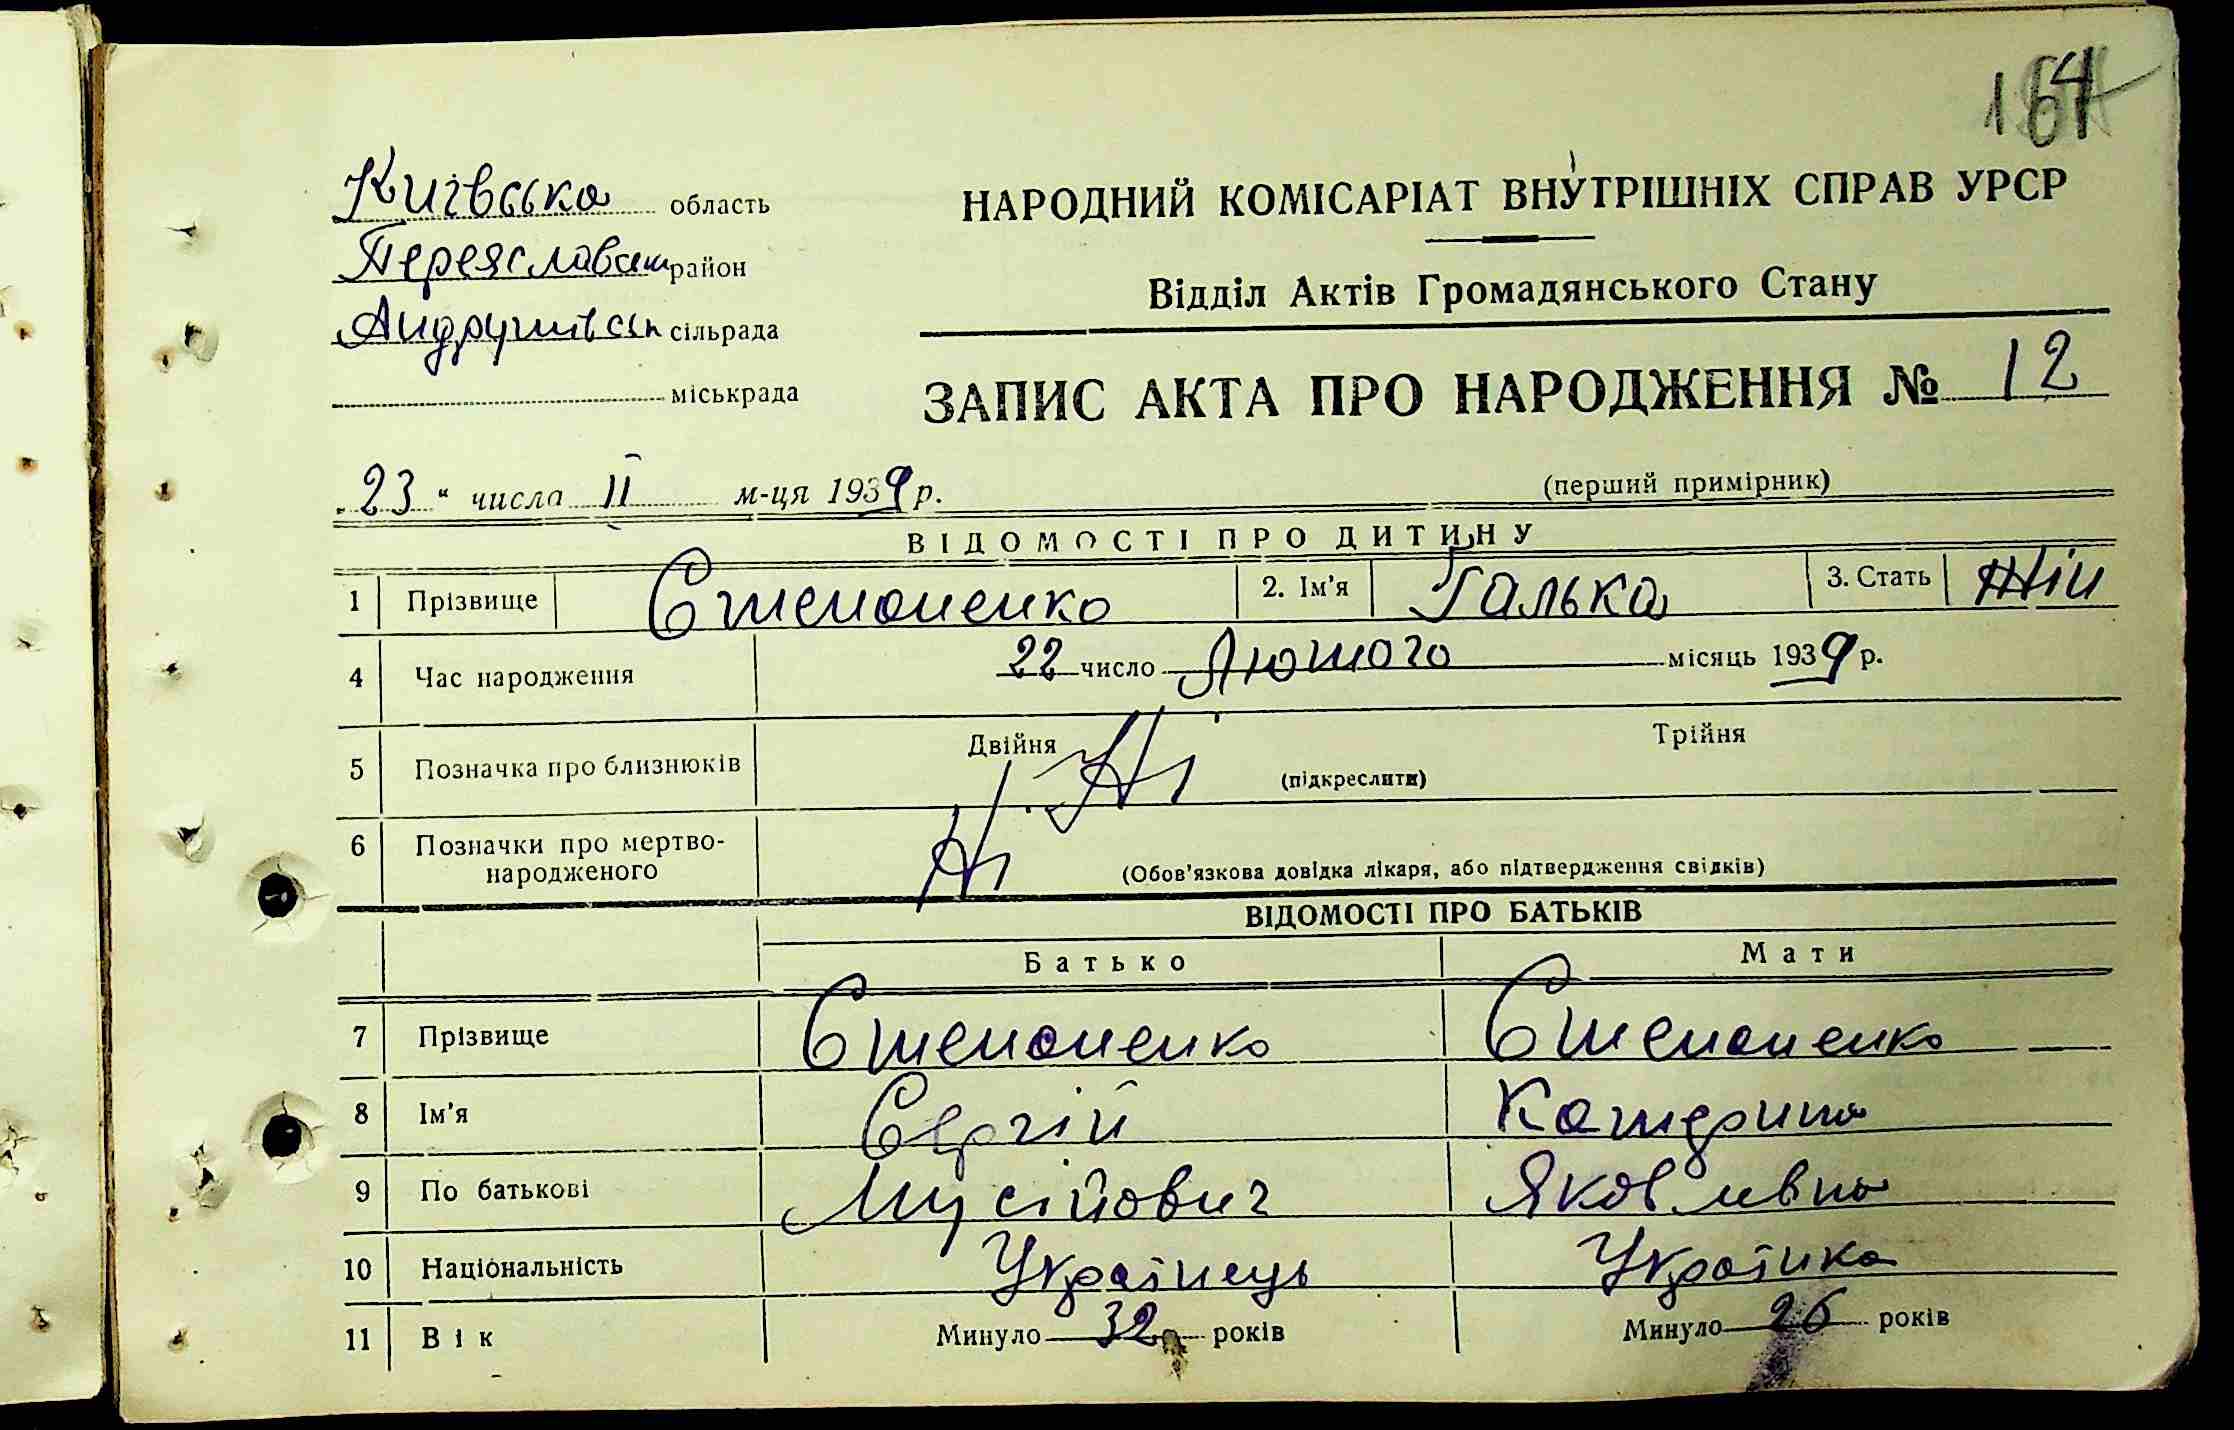 164
Київська область
Переяславськ район
Андрушівськ сільрада
міськрада
НАРОДНИЙ КОМІСАРІАТ ВНУТРІШНІХ СПРАВ УРСР
Відділ Актів Громадянського Стану
ЗАПИС АКТА ПРО НАРОДЖЕННЯ № 12
23 " числа II м-ця 1939 р.
(перший примірник)
ВІДОМОСТІ ПРО ДИТИНУ
1 Прізвище Степоненко 2. Ім'я Галька 3. Стать жін
4 Час народження 22 число Лютого місяць 1939 р.
5 Позначка про близнюків Двійня Ні (підкреслити) Трійня
6 Позначки про мертво-
народженого Ні (Обов'язкова довідка лікаря, або підтвердження свідків)
ВІДОМОСТІ ПРО БАТЬКІВ
Батько Мати
7 Прізвище Степоненко Степоненко
8 Ім'я Сергій Катерина
9 По батькові Мусійович Яковливна
10 Національність Українець Українка
11 Вік Минуло 32 років Минуло 26 років